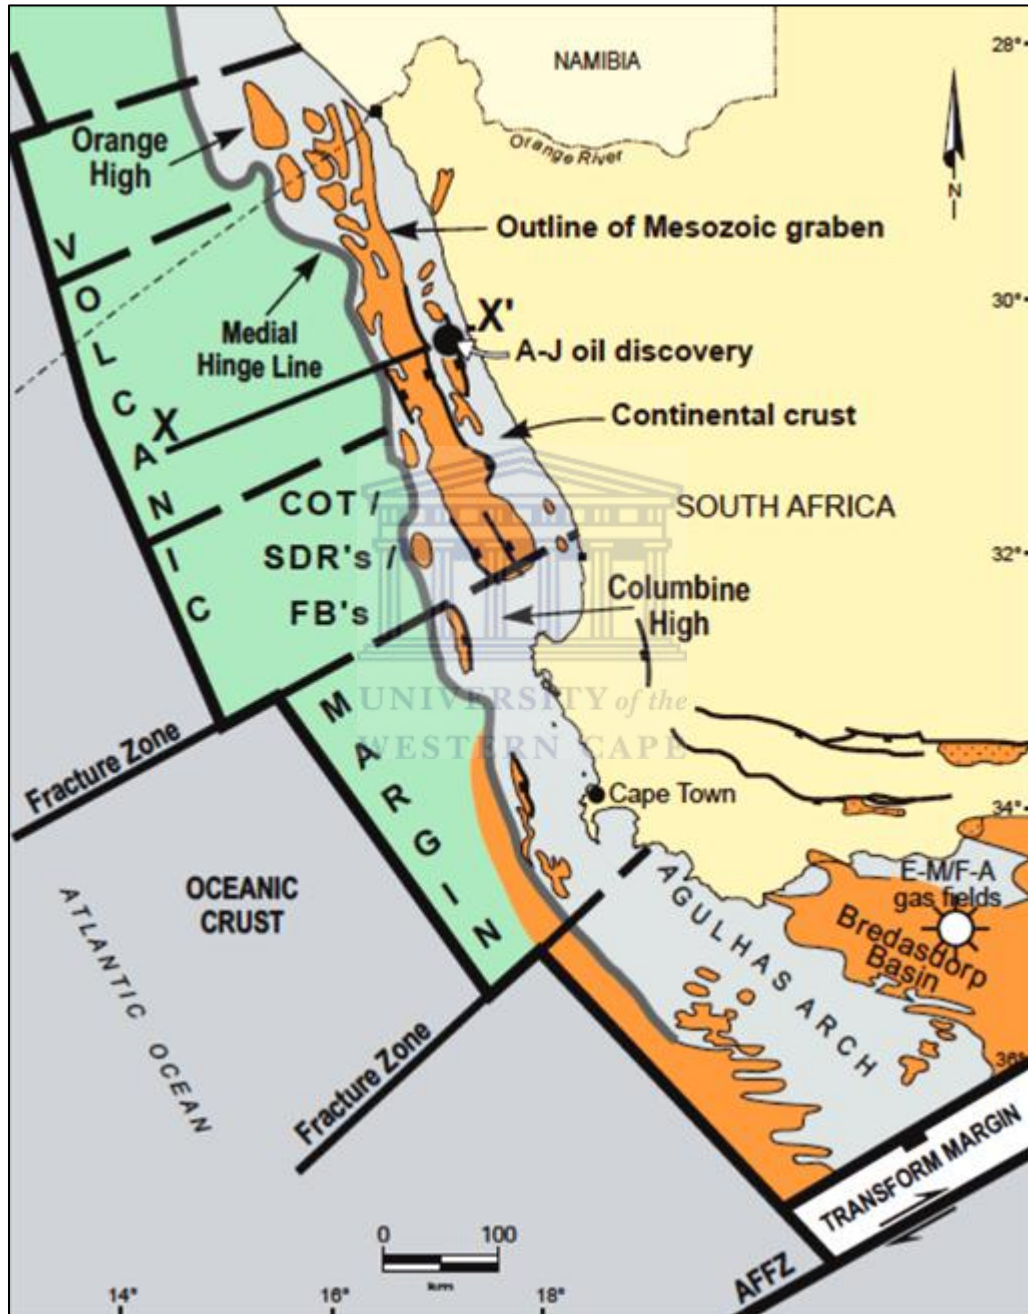 NAMIBIA
28°
Orange River
Orange
High
N
Outline of Mesozoic graben
30°
X'
A-J oil discovery
Medial
Hinge Line
X
Continental crust
VOLCANIC
COT /
SDR's /
FB's
SOUTH AFRICA
32°
Columbine
High
UNIVERSITY of the
WESTERN CAPE
MARGIN
Fracture Zone
Cape Town
34°
E-M/F-A
gas fields
Bredasdorp
Basin
OCEANIC
CRUST
ATLANTIC OCEAN
AGULHAS ARCH
36°
Fracture Zone
TRANSFORM MARGIN
AFFZ
0 100
km
14° 16° 18°